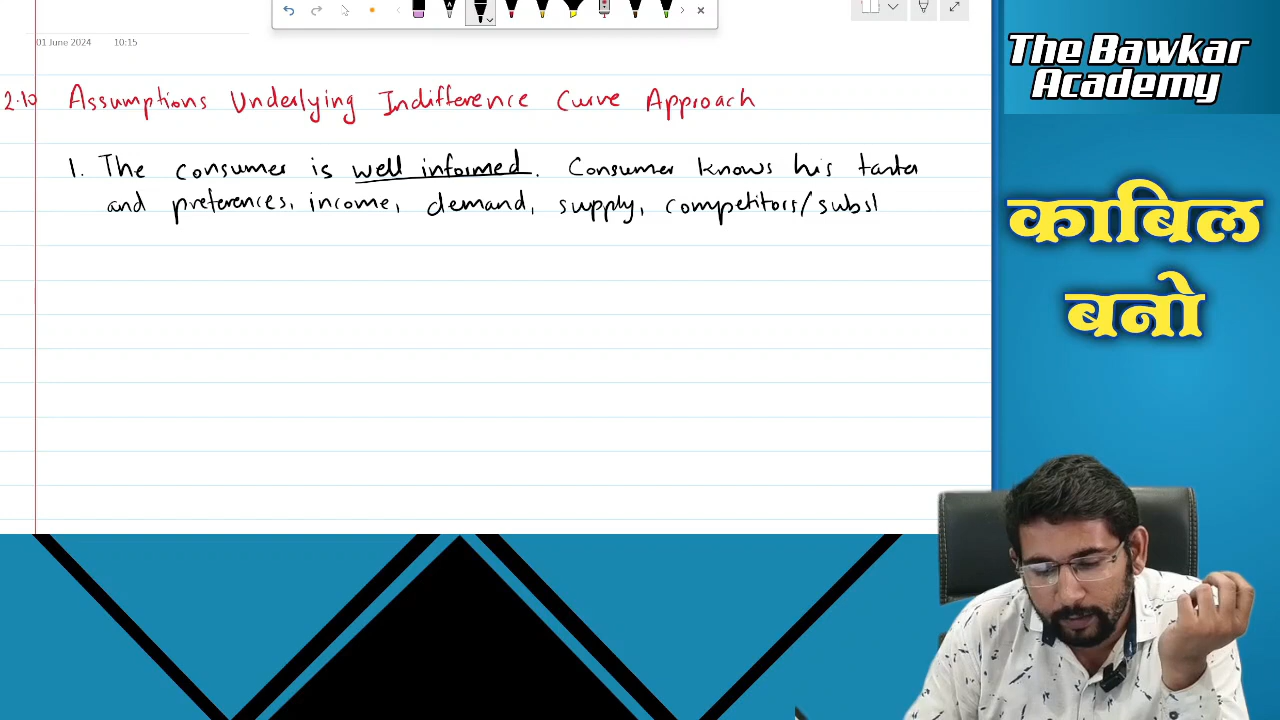 01 June 2024 10:15
2.10 Assumptions Underlying Indifference Curve Approach
1. The consumer is well informed. Consumer knows his tastes
and preferences, income, demand, supply, competitors/subst
The Bawkar
Academy
काबिल
बनो